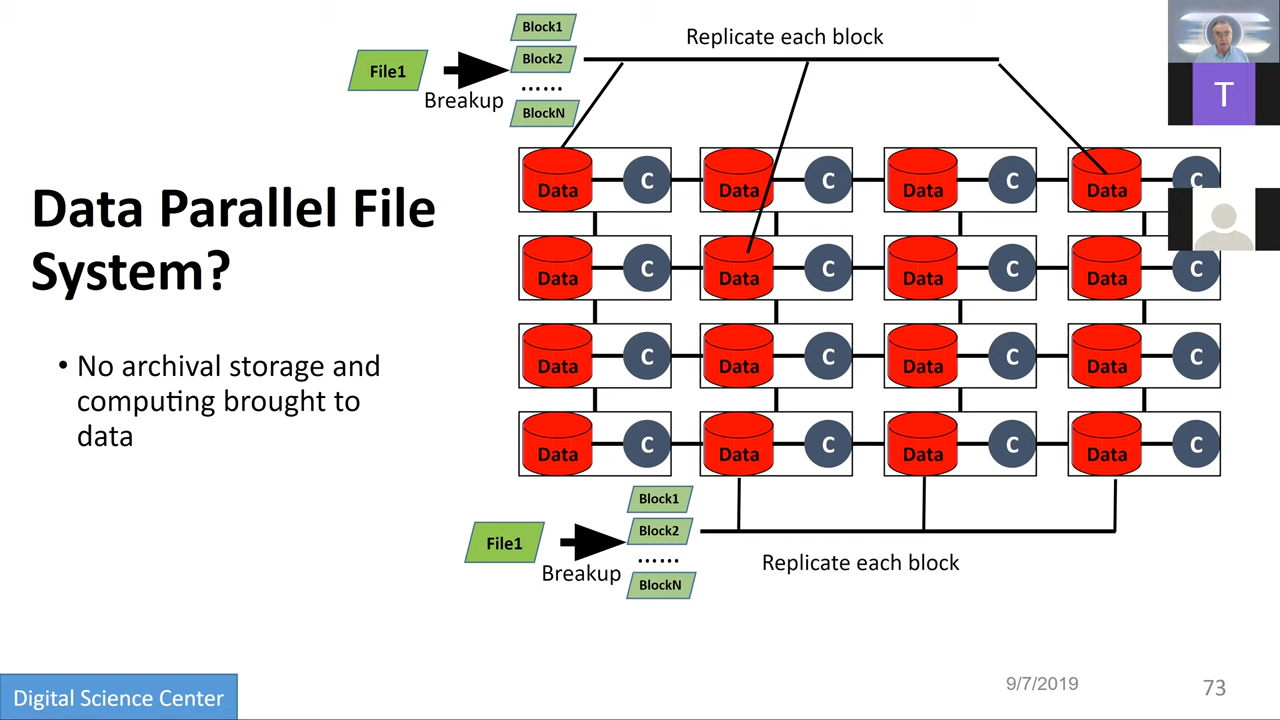 Block1
Replicate each block
Block2
File1
......
Breakup
BlockN
T
Data C Data C Data C Data C
Data Parallel File
System?
Data C Data C Data C Data C
• No archival storage and
computing brought to
data
Data C Data C Data C Data C
Data C Data C Data C Data C
Block1
Block2
File1
......
Breakup
BlockN
Replicate each block
Digital Science Center
9/7/2019
73